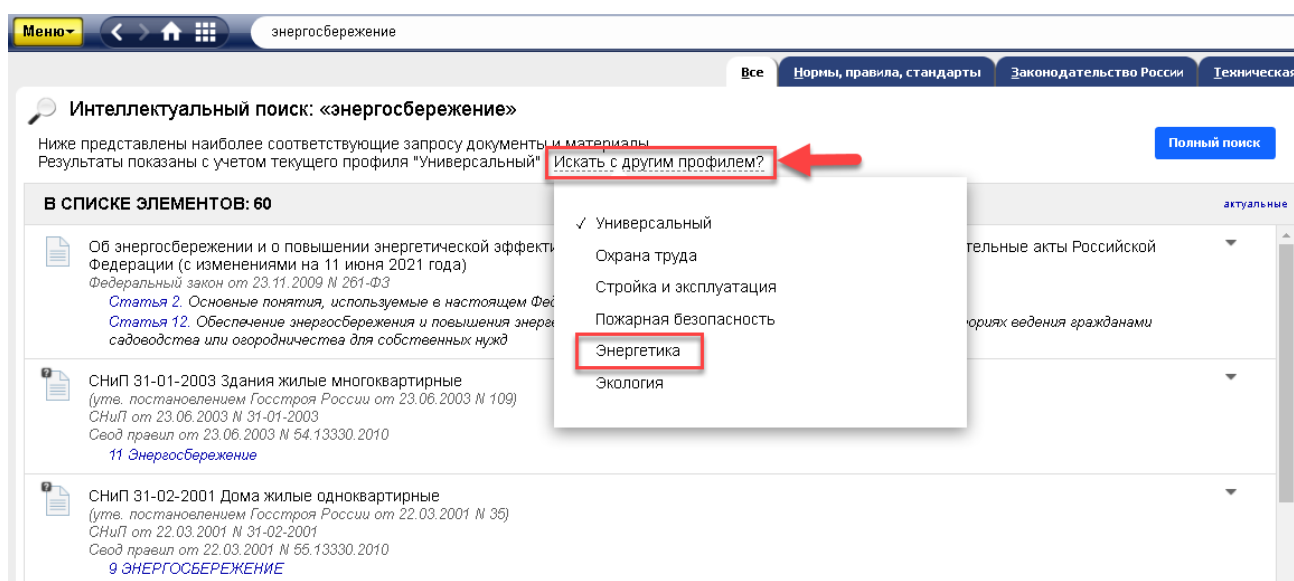 Меню
энергосбережение
Все
Нормы, правила, стандарты
Законодательство России
Техническая
Интеллектуальный поиск: «энергосбережение»
Ниже представлены наиболее соответствующие запросу документы и материалы
Результаты показаны с учетом текущего профиля "Универсальный" Искать с другим профилем?
Полный поиск
В СПИСКЕ ЭЛЕМЕНТОВ: 60
актуальные
✓ Универсальный
Охрана труда
Стройка и эксплуатация
Пожарная безопасность
Энергетика
Экология
Об энергосбережении и о повышении энергетической Российской
Федерации (с изменениями на 11 июня 2021 года)
Федеральный закон от 23.11.2009 N 261-ФЗ
Статья 2. Основные понятия, используемые в настоящем
Статья 12. Обеспечение энергосбережения и повышения ведения гражданами
садоводства или огородничества для собственных нужд
СНиП 31-01-2003 Здания жилые многоквартирные
(утв. постановлением Госстроя России от 23.06.2003 N 109)
СНиП от 23.06.2003 N 31-01-2003
Свод правил от 23.06.2003 N 54.13330.2010
11 Энергосбережение
СНиП 31-02-2001 Дома жилые одноквартирные
(утв. постановлением Госстроя России от 22.03.2001 N 35)
СНиП от 22.03.2001 N 31-02-2001
Свод правил от 22.03.2001 N 55.13330.2010
9 ЭНЕРГОСБЕРЕЖЕНИЕ